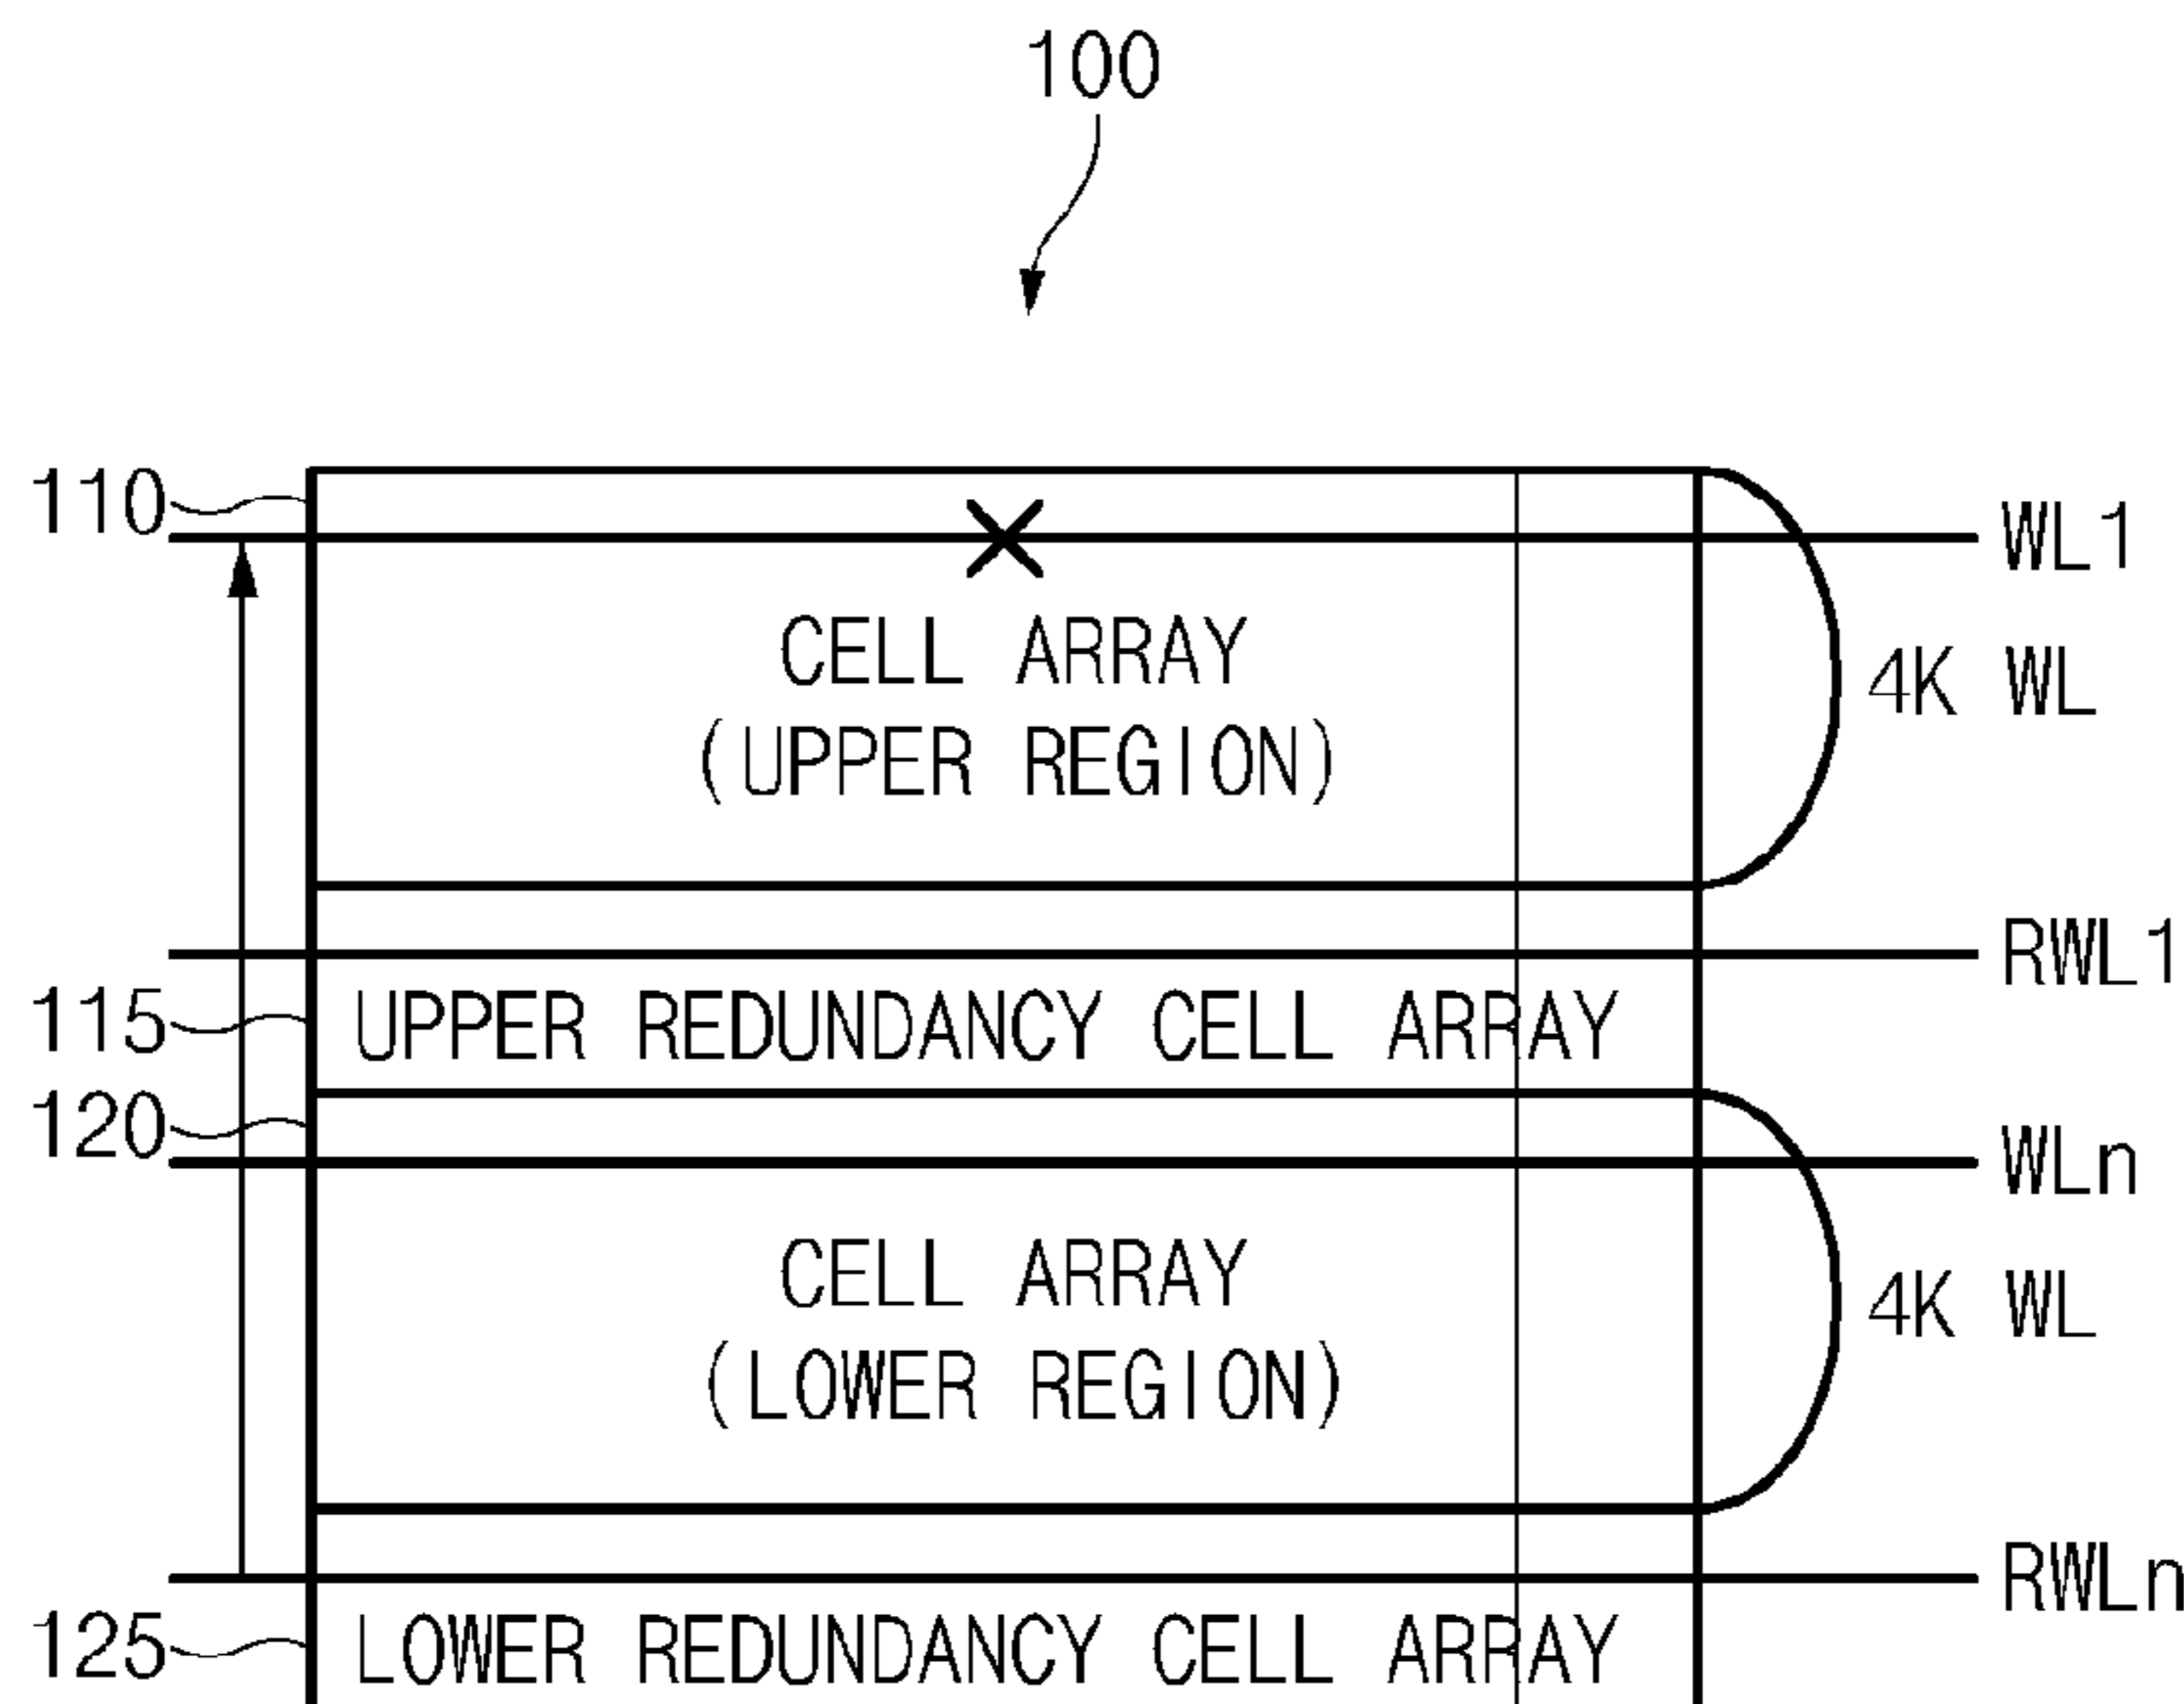 100
110
WL1
CELL ARRAY
4K WL
(UPPER REGION)
RWL1
115
UPPER REDUNDANCY CELL ARRAY
120
WLn
CELL ARRAY
4K WL
(LOWER REGION)
RWLn
125
LOWER REDUNDANCY CELL ARRAY